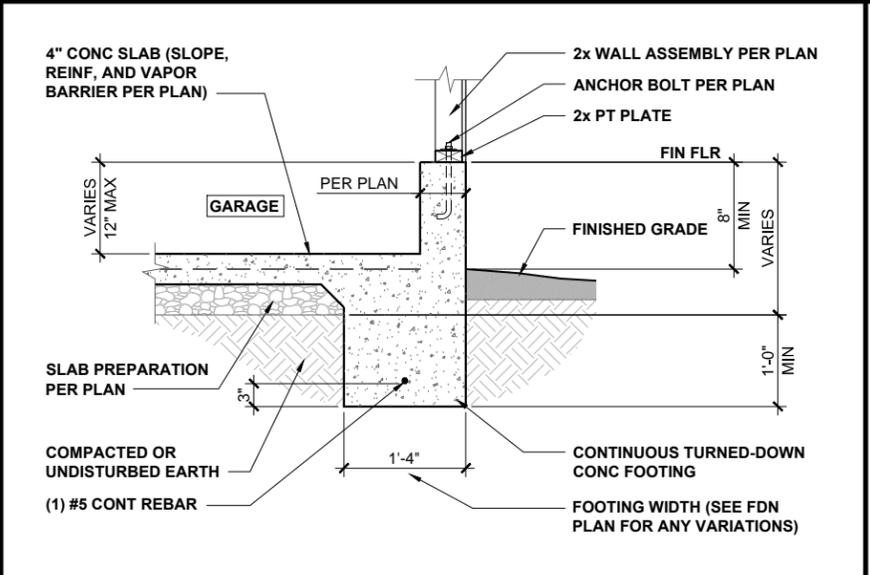 4" CONC SLAB (SLOPE,
REINF, AND VAPOR
BARRIER PER PLAN)
2x WALL ASSEMBLY PER PLAN
ANCHOR BOLT PER PLAN
2x PT PLATE
FIN FLR
VARIES
12" MAX
PER PLAN
GARAGE
8"
MIN
VARIES
FINISHED GRADE
SLAB PREPARATION
PER PLAN
3"
1'-0"
MIN
COMPACTED OR
UNDISTURBED EARTH
1'-4"
CONTINUOUS TURNED-DOWN
CONC FOOTING
(1) #5 CONT REBAR
FOOTING WIDTH (SEE FDN
PLAN FOR ANY VARIATIONS)